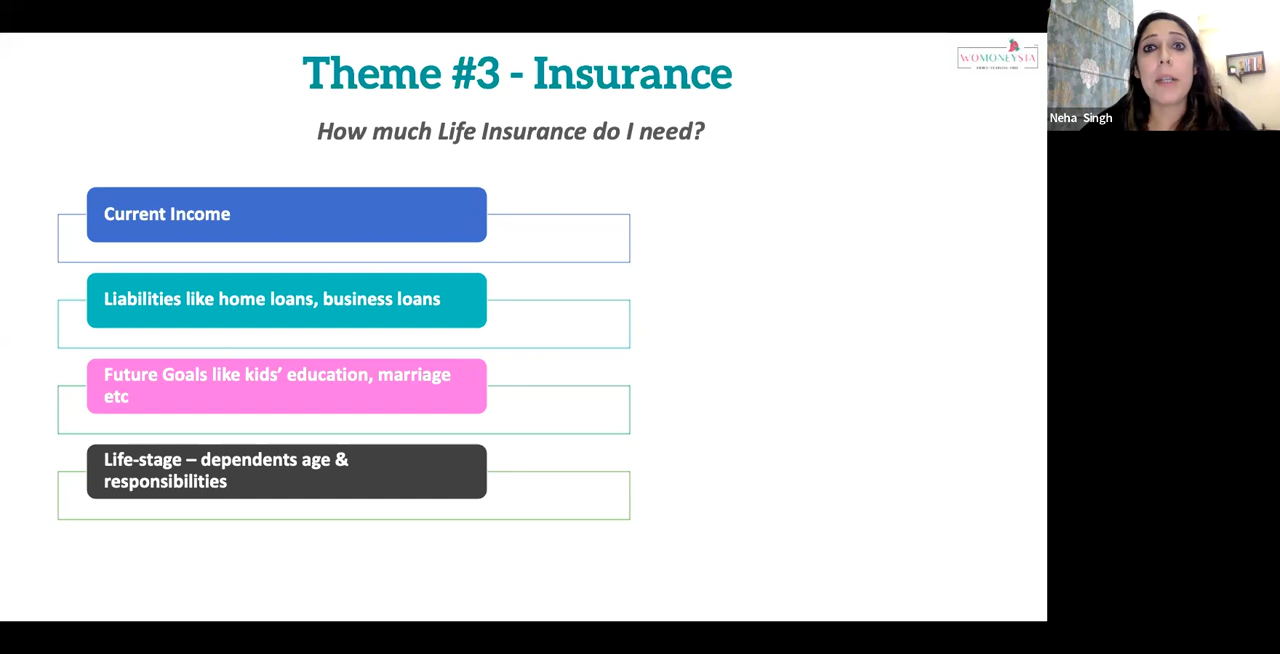 Theme #3 - Insurance
WOMONEYSTA
How much Life Insurance do I need?
Neha Singh
Current Income
Liabilities like home loans, business loans
Future Goals like kids' education, marriage
etc
Life-stage – dependents age &
responsibilities